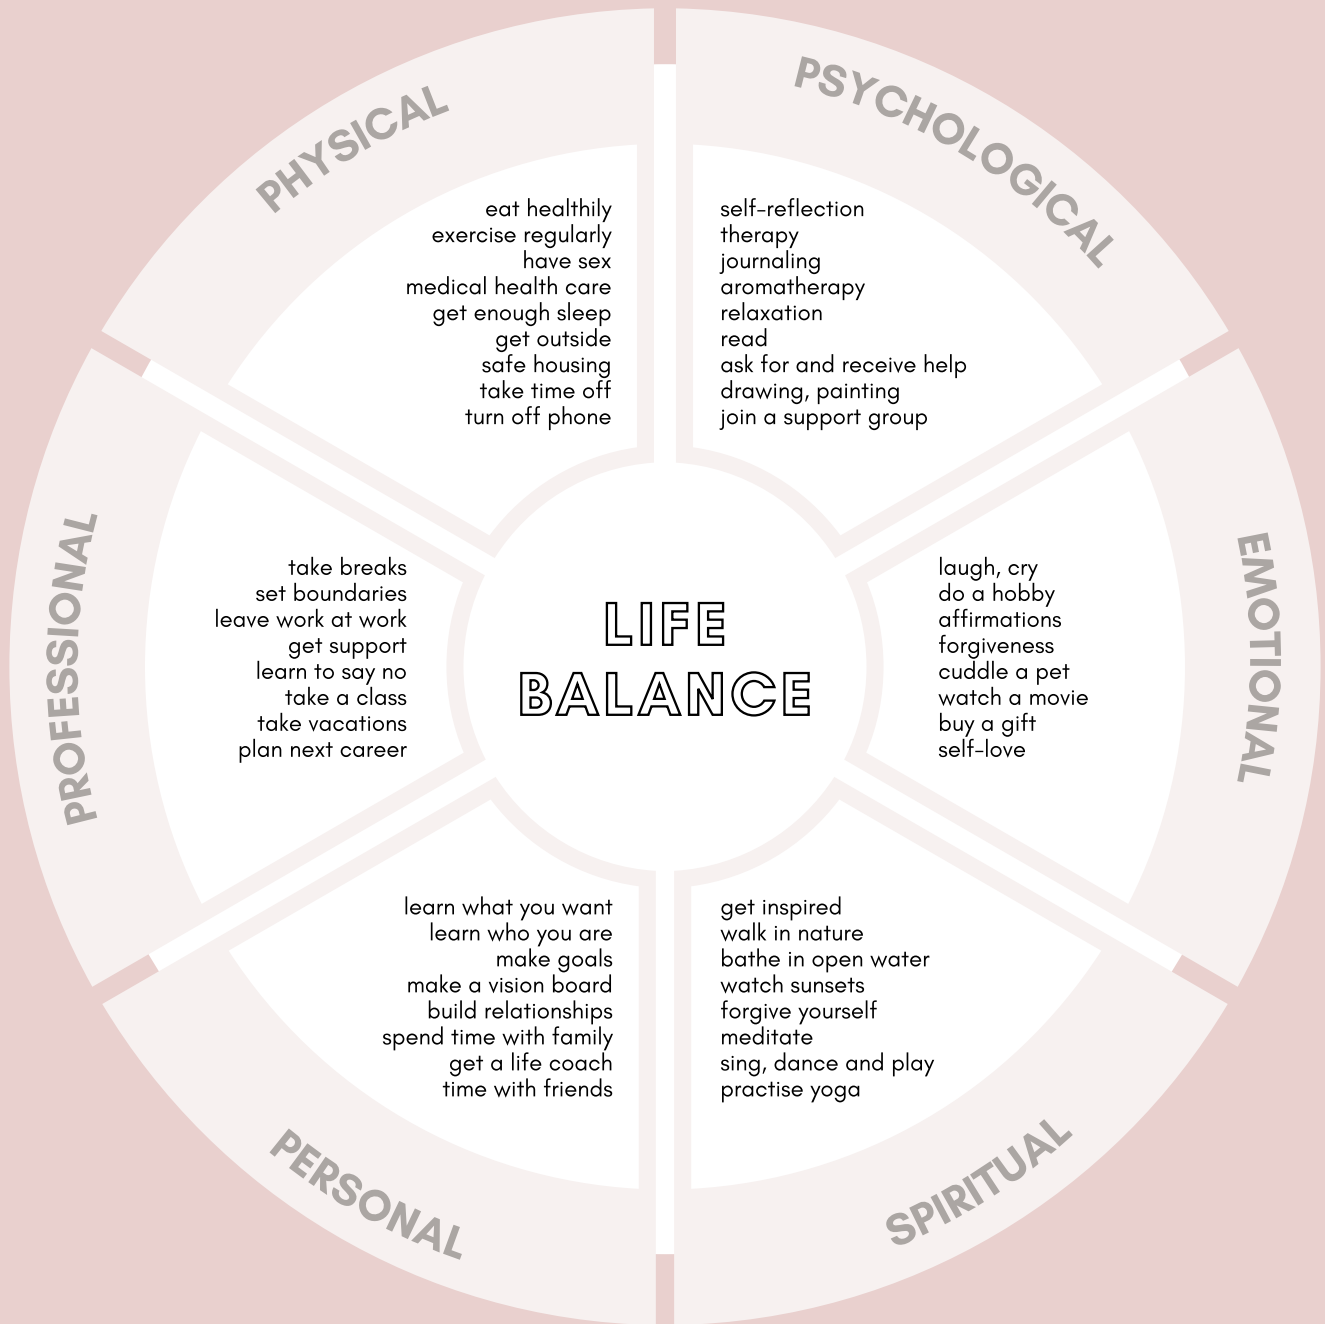 PHYSICAL
eat healthily
exercise regularly
have sex
medical health care
get enough sleep
get outside
safe housing
take time off
turn off phone
PSYCHOLOGICAL
self-reflection
therapy
journaling
aromatherapy
relaxation
read
ask for and receive help
drawing, painting
join a support group
PROFESSIONAL
take breaks
set boundaries
leave work at work
get support
learn to say no
take a class
take vacations
plan next career
LIFE
BALANCE
EMOTIONAL
laugh, cry
do a hobby
affirmations
forgiveness
cuddle a pet
watch a movie
buy a gift
self-love
PERSONAL
learn what you want
learn who you are
make goals
make a vision board
build relationships
spend time with family
get a life coach
time with friends
SPIRITUAL
get inspired
walk in nature
bathe in open water
watch sunsets
forgive yourself
meditate
sing, dance and play
practise yoga